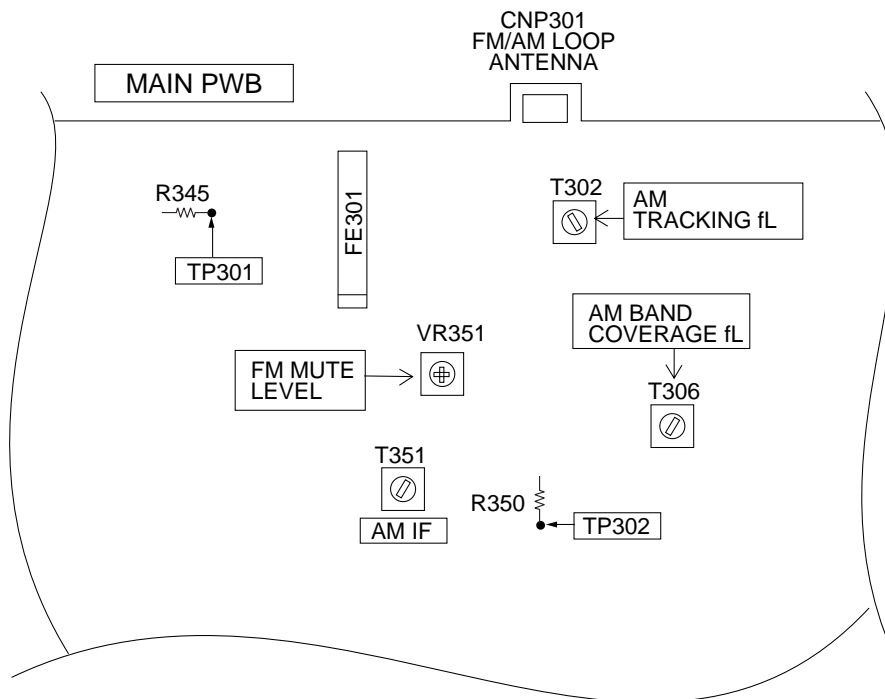 CNP301
FM/AM LOOP
ANTENNA
MAIN PWB
R345
TP301
FE301
T302
AM
TRACKING fL
AM BAND
COVERAGE fL
VR351
FM MUTE
LEVEL
T306
T351
AM IF
R350
TP302